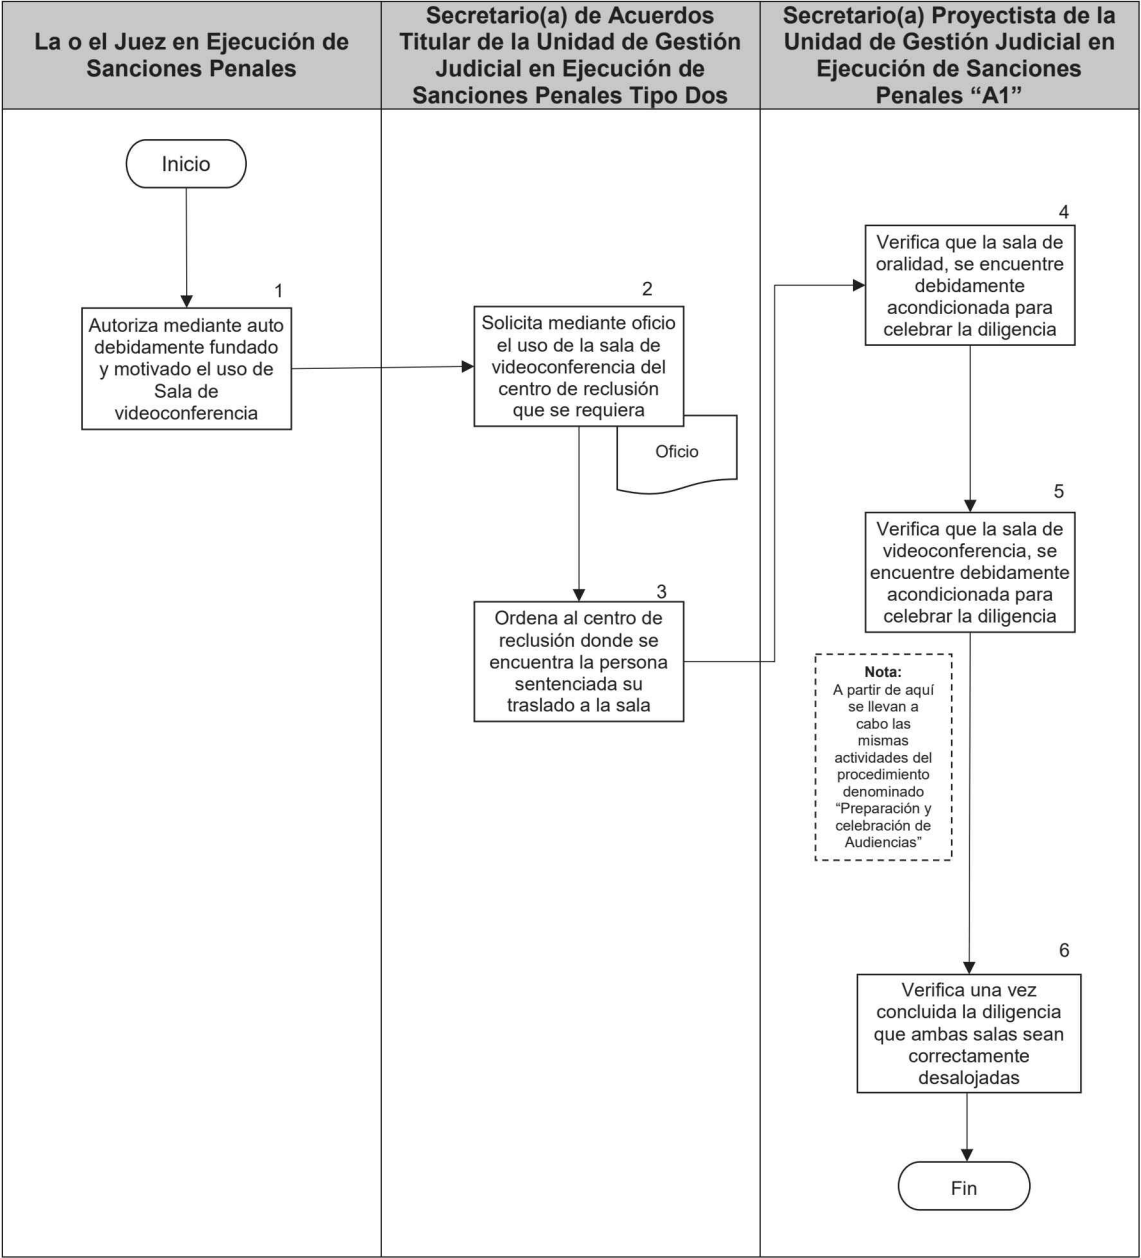 La o el Juez en Ejecución de
Sanciones Penales
Secretario(a) de Acuerdos
Titular de la Unidad de Gestión
Judicial en Ejecución de
Sanciones Penales Tipo Dos
Secretario(a) Proyectista de la
Unidad de Gestión Judicial en
Ejecución de Sanciones
Penales “A1”
Inicio
1
Autoriza mediante auto
debidamente fundado
y motivado el uso de
Sala de
videoconferencia
2
Solicita mediante oficio
el uso de la sala de
videoconferencia del
centro de reclusión
que se requiera
Oficio
3
Ordena al centro de
reclusión donde se
encuentra la persona
sentenciada su
traslado a la sala
4
Verifica que la sala de
oralidad, se encuentre
debidamente
acondicionada para
celebrar la diligencia
5
Verifica que la sala de
videoconferencia, se
encuentre debidamente
acondicionada para
celebrar la diligencia
Nota:
A partir de aquí
se llevan a
cabo las
mismas
actividades del
procedimiento
denominado
“Preparación y
celebración de
Audiencias”
6
Verifica una vez
concluida la diligencia
que ambas salas sean
correctamente
desalojadas
Fin